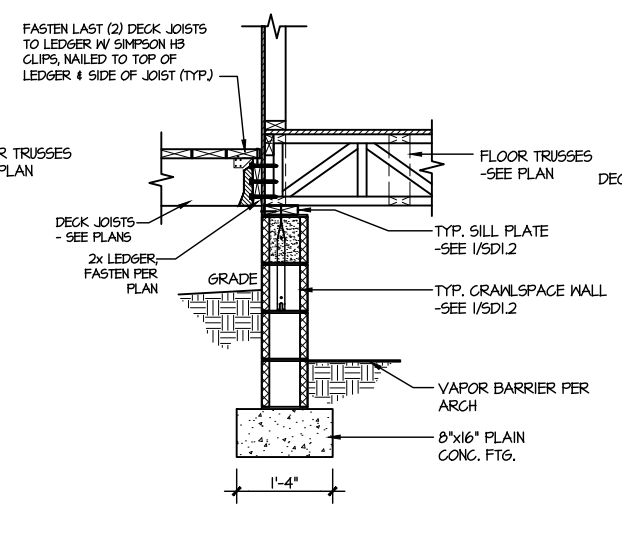 FASTEN LAST (2) DECK JOISTS
TO LEDGER W/ SIMPSON H3
CLIPS, NAILED TO TOP OF
LEDGER & SIDE OF JOIST (TYP.)
R TRUSSES
PLAN
FLOOR TRUSSES
-SEE PLAN
DEC
DECK JOISTS
- SEE PLANS
TYP. SILL PLATE
-SEE 1/SD1.2
2x LEDGER,
FASTEN PER
PLAN
GRADE
TYP. CRAWLSPACE WALL
-SEE 1/SD1.2
VAPOR BARRIER PER
ARCH
8"x16" PLAIN
CONC. FTG.
1'-4"